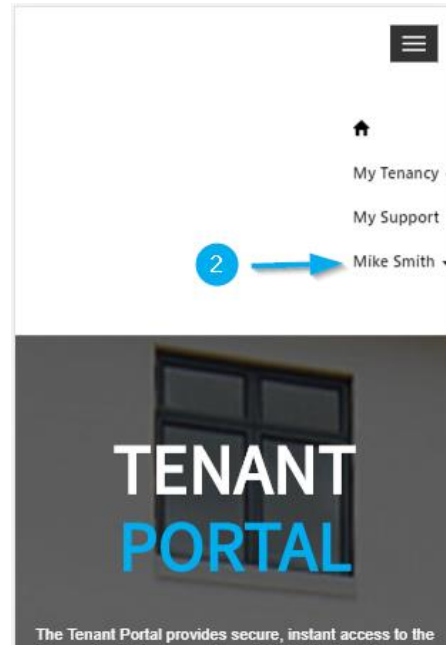 My Tenancy
My Support
2
Mike Smith
TENANT
PORTAL
The Tenant Portal provides secure, instant access to the